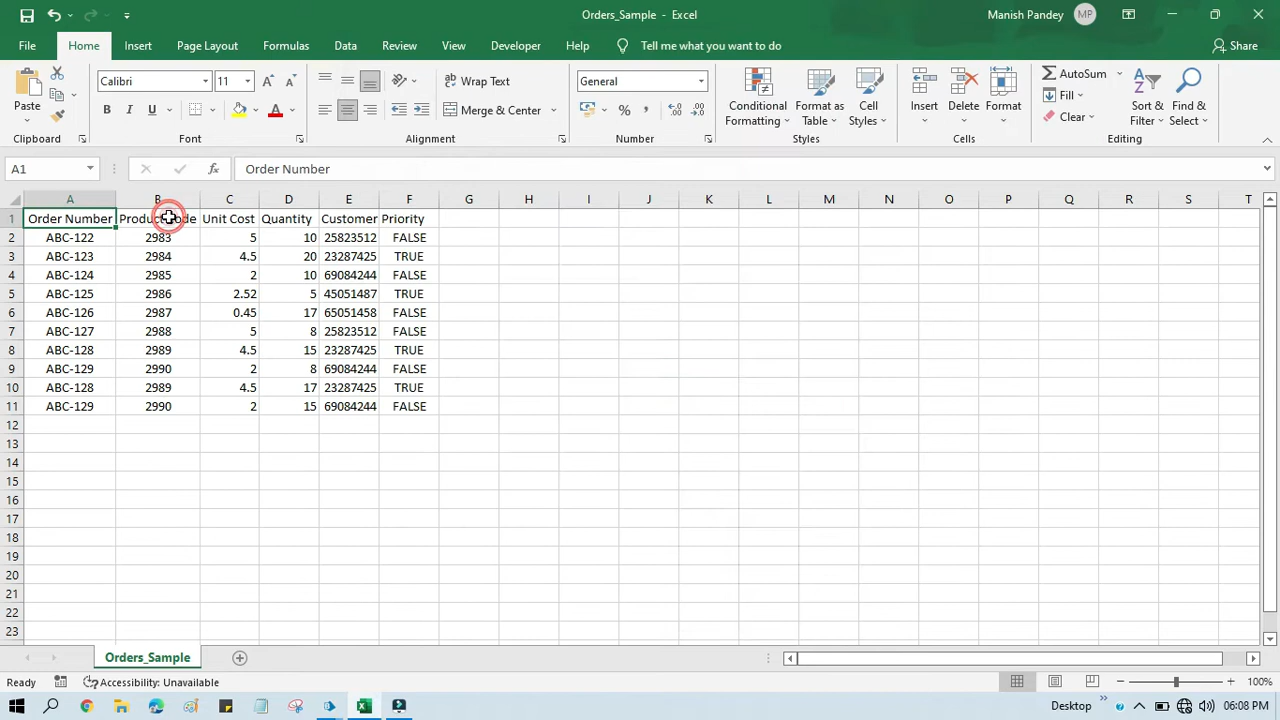 Orders_Sample - Excel
Manish Pandey MP
File Home Insert Page Layout Formulas Data Review View Developer Help Tell me what you want to do Share
Paste Calibri 11 Wrap Text General Conditional Formatting Format as Table Cell Styles Insert Delete Format AutoSum Sort & Filter Find & Select
B I U Merge & Center % , Fill
Clear
Clipboard Font Alignment Number Styles Cells Editing
A1 fx Order Number
A B C D E F G H I J K L M N O P Q R S T
1 Order Number Product Code Unit Cost Quantity Customer Priority
2 ABC-122 2983 5 10 25823512 FALSE
3 ABC-123 2984 4.5 20 23287425 TRUE
4 ABC-124 2985 2 10 69084244 FALSE
5 ABC-125 2986 2.52 5 45051487 TRUE
6 ABC-126 2987 0.45 17 65051458 FALSE
7 ABC-127 2988 5 8 25823512 FALSE
8 ABC-128 2989 4.5 15 23287425 TRUE
9 ABC-129 2990 2 8 69084244 FALSE
10 ABC-128 2989 4.5 17 23287425 TRUE
11 ABC-129 2990 2 15 69084244 FALSE
12
13
14
15
16
17
18
19
20
21
22
23
Orders_Sample
Ready Accessibility: Unavailable 100%
Desktop 06:08 PM